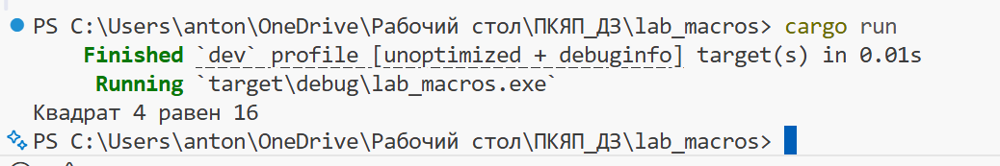 PS C:\Users\anton\OneDrive\Рабочий стол\ПКЯП_ДЗ\lab_macros> cargo run
Finished `dev` profile [unoptimized + debuginfo] target(s) in 0.01s
Running `target\debug\lab_macros.exe`
Квадрат 4 равен 16
PS C:\Users\anton\OneDrive\Рабочий стол\ПКЯП_ДЗ\lab_macros>